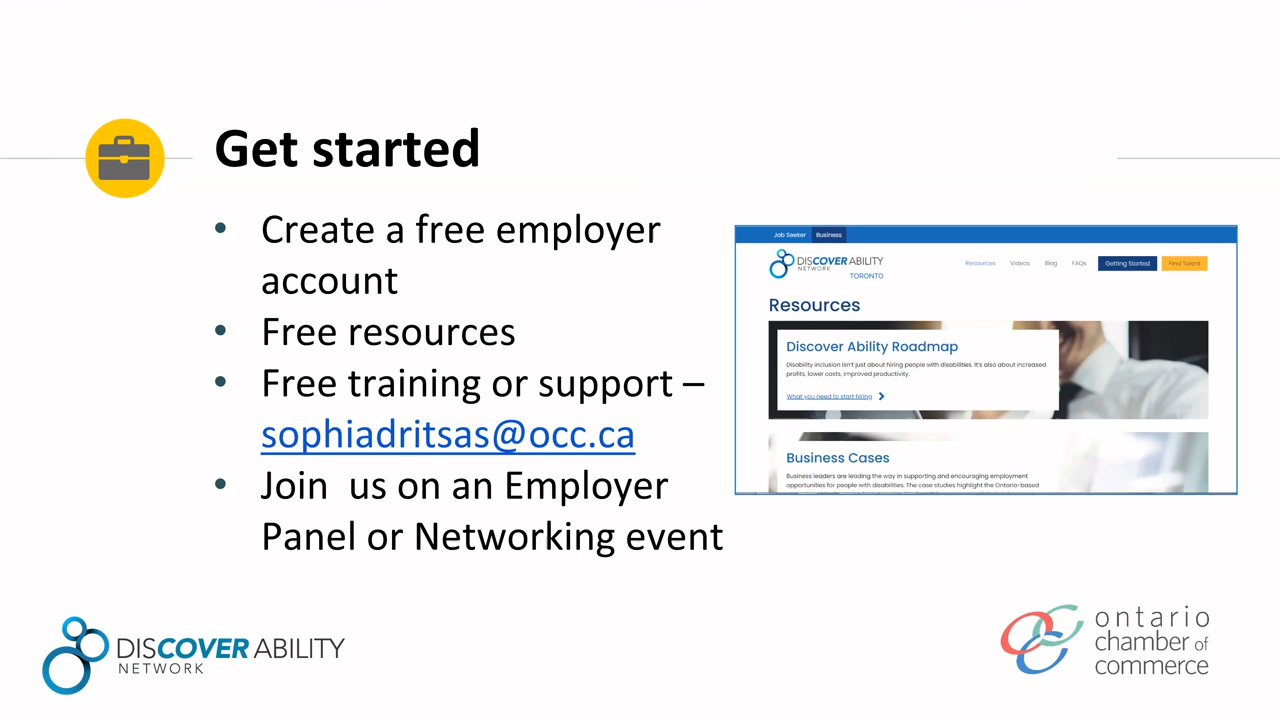 Get started
• Create a free employer
account
• Free resources
• Free training or support –
sophiadritsas@occ.ca
• Join  us on an Employer
Panel or Networking event
Job Seeker Business
DISCOVER ABILITY
NETWORK
TORONTO
Resources Videos Blog FAQs Getting Started Find Talent
Resources
Discover Ability Roadmap
Disability inclusion isn't just about hiring people with disabilities. It's also about increased
profits, lower costs, improved productivity.
What you need to start hiring
Business Cases
Business leaders are leading the way in supporting and encouraging employment
opportunities for people with disabilities. The case studies highlight the Ontario-based
DISCOVER ABILITY
NETWORK
ontario
chamber of
commerce